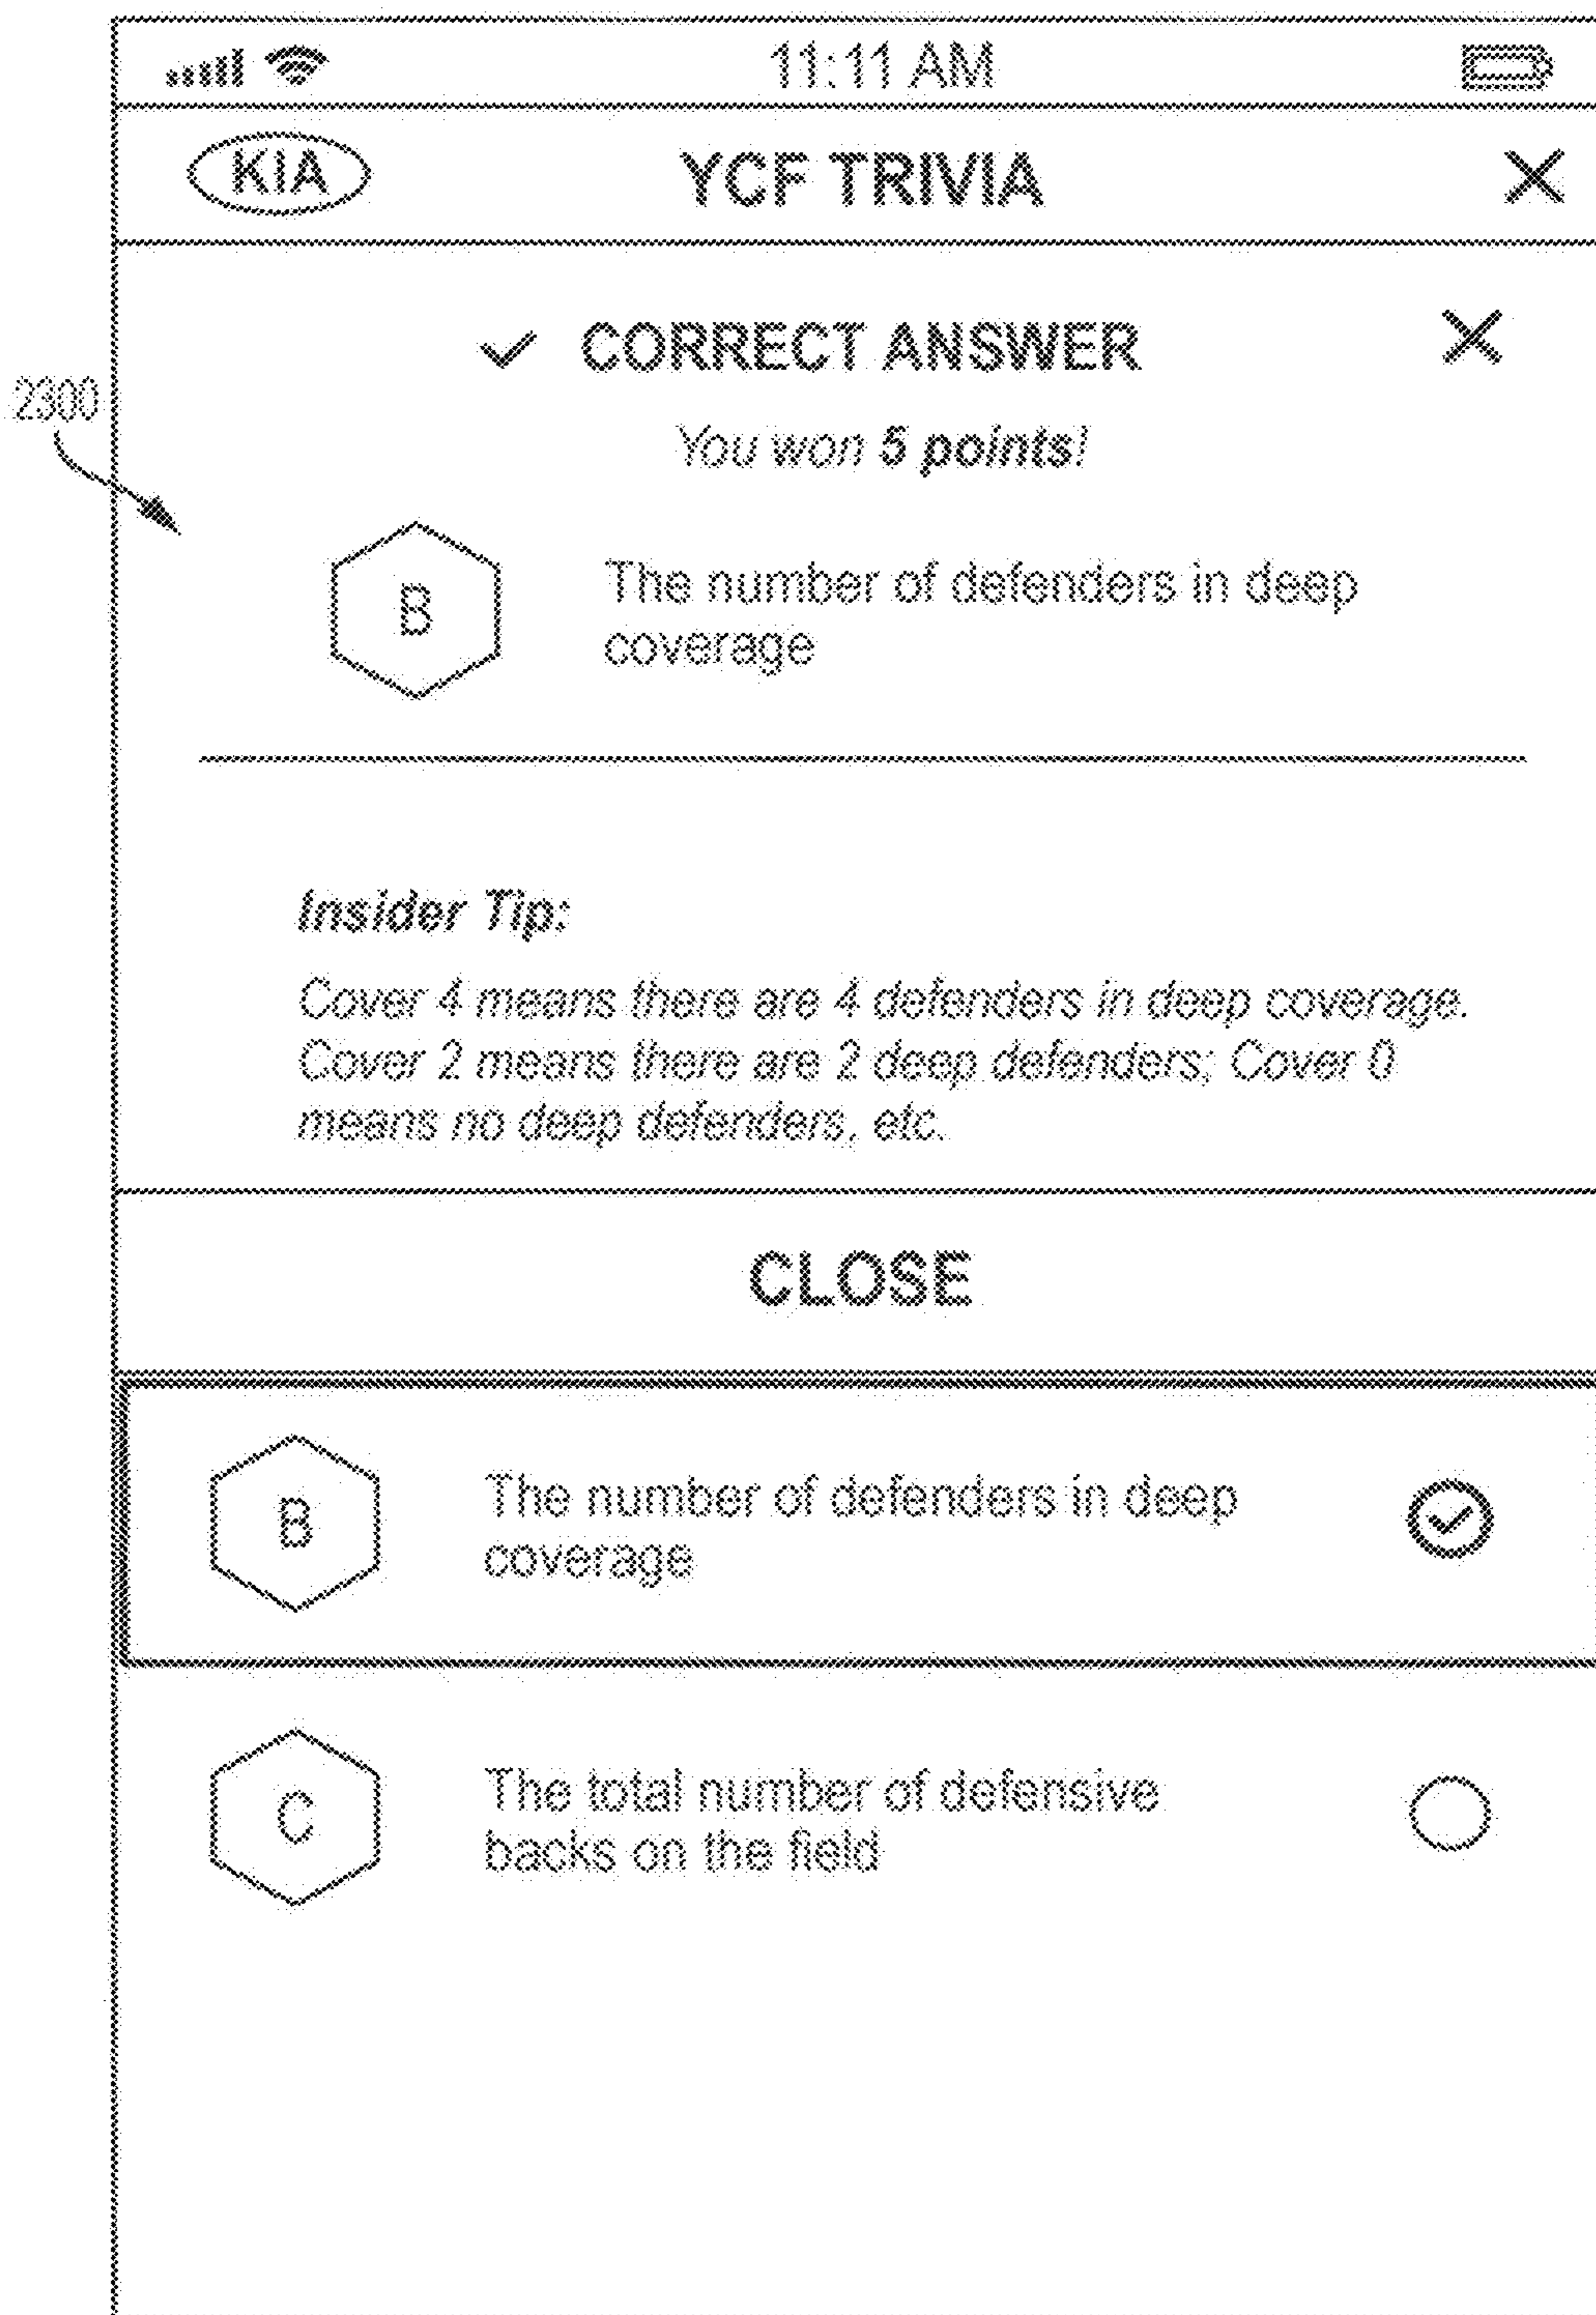 11:11 AM
KIA YCF TRIVIA
CORRECT ANSWER
2300
You won 5 points!
B
The number of defenders in deep
coverage
Insider Tip:
Cover 4 means there are 4 defenders in deep coverage.
Cover 2 means there are 2 deep defenders; Cover 0
means no deep defenders, etc.
CLOSE
B
The number of defenders in deep
coverage
C
The total number of defensive
backs on the field